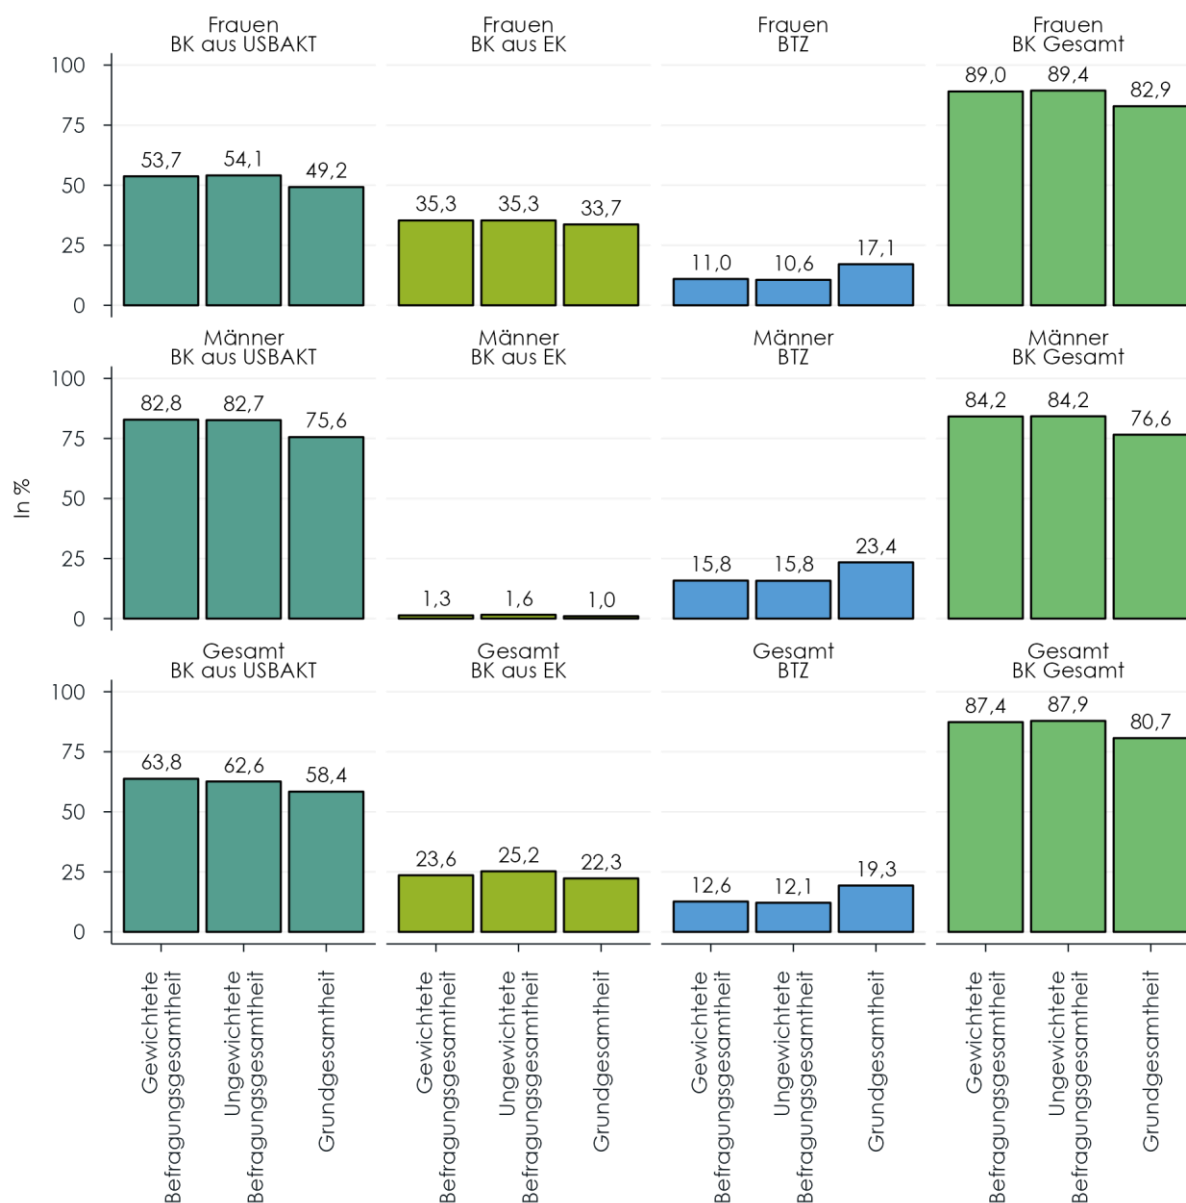 Frauen
BK aus USBAKT
Frauen
BK aus EK
Frauen
BTZ
Frauen
BK Gesamt
100
75
50
25
0
53,7
54,1
49,2
35,3
35,3
33,7
11,0
10,6
17,1
89,0
89,4
82,9
Männer
BK aus USBAKT
Männer
BK aus EK
Männer
BTZ
Männer
BK Gesamt
In %
100
75
50
25
0
82,8
82,7
75,6
1,3
1,6
1,0
15,8
15,8
23,4
84,2
84,2
76,6
Gesamt
BK aus USBAKT
Gesamt
BK aus EK
Gesamt
BTZ
Gesamt
BK Gesamt
100
75
50
25
0
63,8
62,6
58,4
23,6
25,2
22,3
12,6
12,1
19,3
87,4
87,9
80,7
Gewichtete
Befragungsgesamtheit
Ungewichtete
Befragungsgesamtheit
Grundgesamtheit
Gewichtete
Befragungsgesamtheit
Ungewichtete
Befragungsgesamtheit
Grundgesamtheit
Gewichtete
Befragungsgesamtheit
Ungewichtete
Befragungsgesamtheit
Grundgesamtheit
Gewichtete
Befragungsgesamtheit
Ungewichtete
Befragungsgesamtheit
Grundgesamtheit